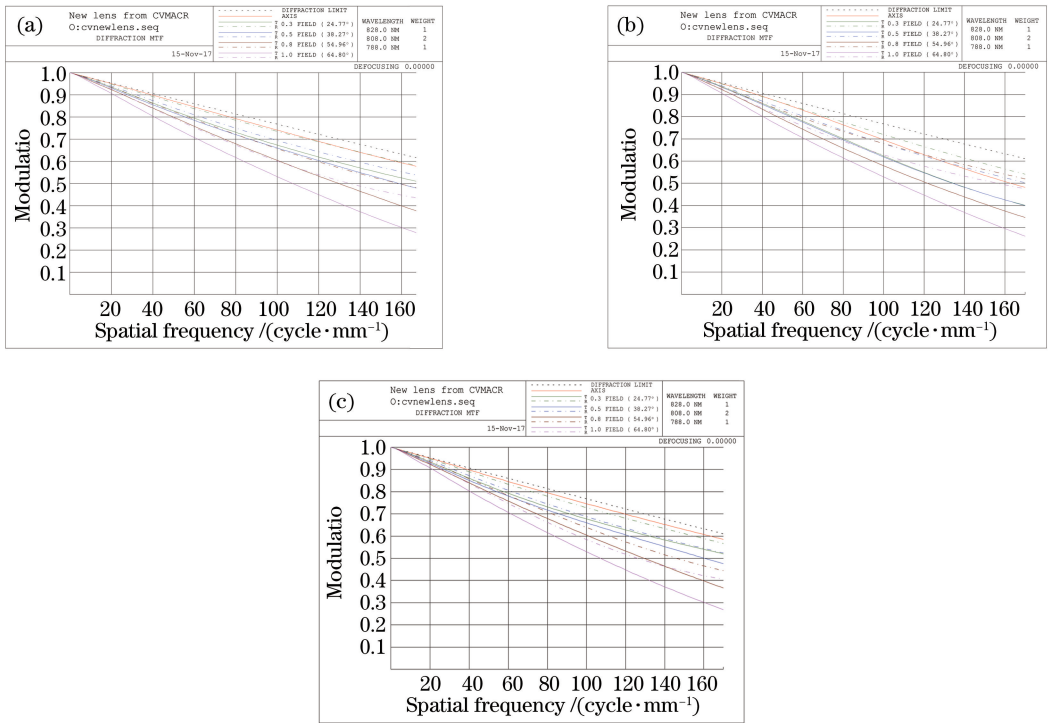 (a)
New lens from CVMACR
O:cvnewlens.seq
DIFFRACTION MTF
15-Nov-17
DIFFRACTION LIMIT
AXIS
T
R 0.3 FIELD ( 24.77°)
T
R 0.5 FIELD ( 38.27°)
T
R 0.8 FIELD ( 54.96°)
T
R 1.0 FIELD ( 64.80°)
WAVELENGTH WEIGHT
828.0 NM 1
808.0 NM 2
788.0 NM 1
DEFOCUSING 0.00000
1.0
0.9
0.8
0.7
0.6
0.5
0.4
0.3
0.2
0.1
Modulatio
20 40 60 80 100 120 140 160
Spatial frequency /(cycle·mm⁻¹)
(b)
New lens from CVMACR
O:cvnewlens.seq
DIFFRACTION MTF
15-Nov-17
DIFFRACTION LIMIT
AXIS
T
R 0.3 FIELD ( 24.77°)
T
R 0.5 FIELD ( 38.27°)
T
R 0.8 FIELD ( 54.96°)
T
R 1.0 FIELD ( 64.80°)
WAVELENGTH WEIGHT
828.0 NM 1
808.0 NM 2
788.0 NM 1
DEFOCUSING 0.00000
1.0
0.9
0.8
0.7
0.6
0.5
0.4
0.3
0.2
0.1
Modulatio
20 40 60 80 100 120 140 160
Spatial frequency /(cycle·mm⁻¹)
(c)
New lens from CVMACR
O:cvnewlens.seq
DIFFRACTION MTF
15-Nov-17
DIFFRACTION LIMIT
AXIS
T
R 0.3 FIELD ( 24.77°)
T
R 0.5 FIELD ( 38.27°)
T
R 0.8 FIELD ( 54.96°)
T
R 1.0 FIELD ( 64.80°)
WAVELENGTH WEIGHT
828.0 NM 1
808.0 NM 2
788.0 NM 1
DEFOCUSING 0.00000
1.0
0.9
0.8
0.7
0.6
0.5
0.4
0.3
0.2
0.1
Modulatio
20 40 60 80 100 120 140 160
Spatial frequency /(cycle·mm⁻¹)